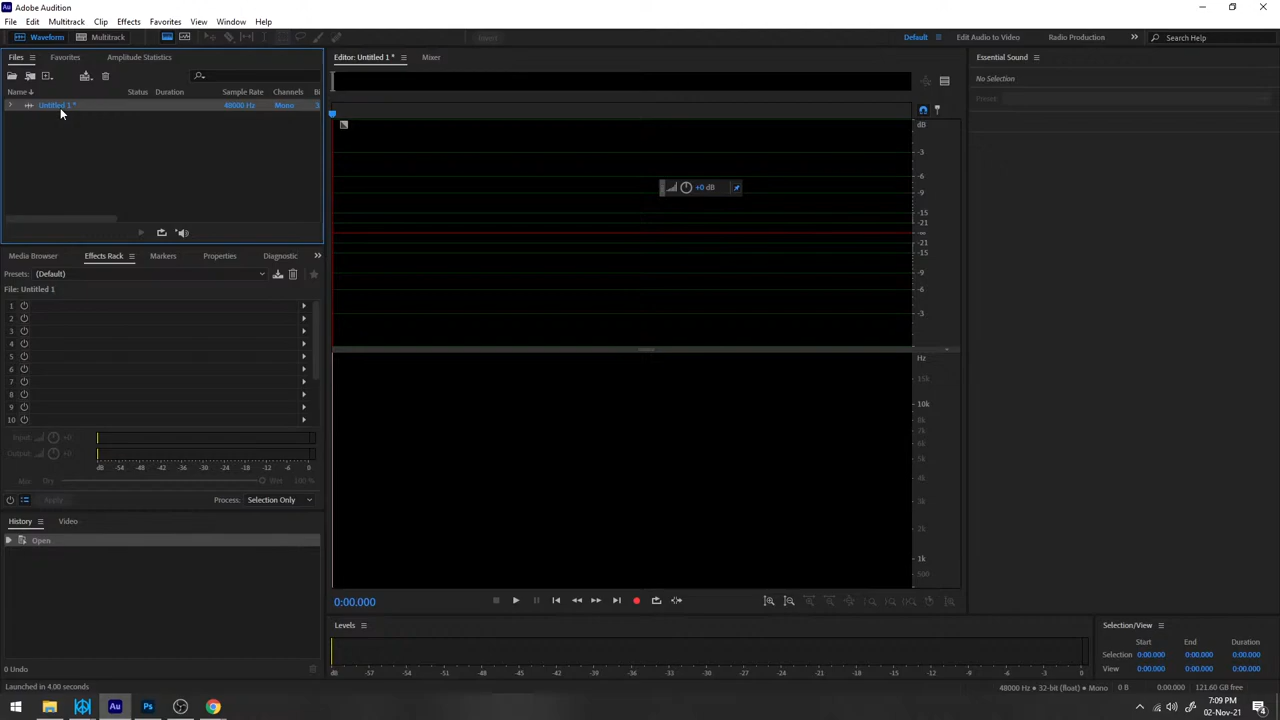 Au Adobe Audition
File Edit Multitrack Clip Effects Favorites View Window Help
Waveform Multitrack Insert Default Edit Audio to Video Radio Production Search Help
Files Favorites Amplitude Statistics Editor: Untitled 1 * Mixer Essential Sound
No Selection
Name Status Duration Sample Rate Channels Bi
Preset:
Untitled 1 * 48000 Hz Mono 3
dB
-3
-6
+0 dB
-9
-15
-21
-∞
-21
-15
Media Browser Effects Rack Markers Properties Diagnostic
-9
Presets: (Default)
File: Untitled 1
-6
1
-3
2
3
4
5
Hz
6
7
15k
8
9
10k
10
8k
7k
Input: +0
6k
Output: +0
5k
dB -54 -48 -42 -36 -30 -24 -18 -12 -6 0
4k
Mix: Dry Wet 100 %
Apply Process: Selection Only
3k
2k
History Video
Open
1k
500
0:00.000
Levels
Selection/View
Start End Duration
Selection 0:00.000 0:00.000 0:00.000
0 Undo
View 0:00.000 0:00.000 0:00.000
dB -57 -54 -51 -48 -45 -42 -39 -36 -33 -30 -27 -24 -21 -18 -15 -12 -9 -6 -3 0
Launched in 4.00 seconds
48000 Hz • 32-bit (float) • Mono 0 B 0:00.000 121.60 GB free
Au Ps
7:09 PM
02-Nov-21
4